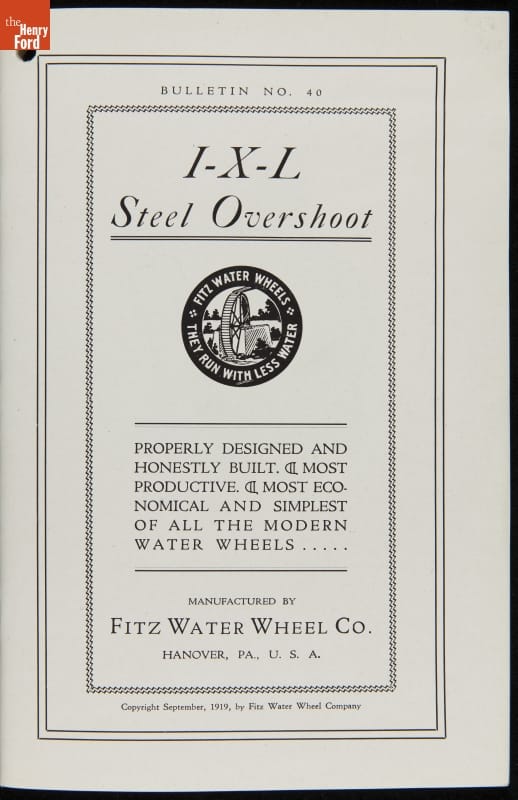 the
Henry
Ford
BULLETIN NO. 40
I-X-L
Steel Overshoot
FITZ WATER WHEELS
THEY RUN WITH LESS WATER
PROPERLY DESIGNED AND
HONESTLY BUILT. ⁋ MOST
PRODUCTIVE. ⁋ MOST ECO-
NOMICAL AND SIMPLEST
OF ALL THE MODERN
WATER WHEELS .....
MANUFACTURED BY
FITZ WATER WHEEL CO.
HANOVER, PA., U. S. A.
Copyright September, 1919, by Fitz Water Wheel Company